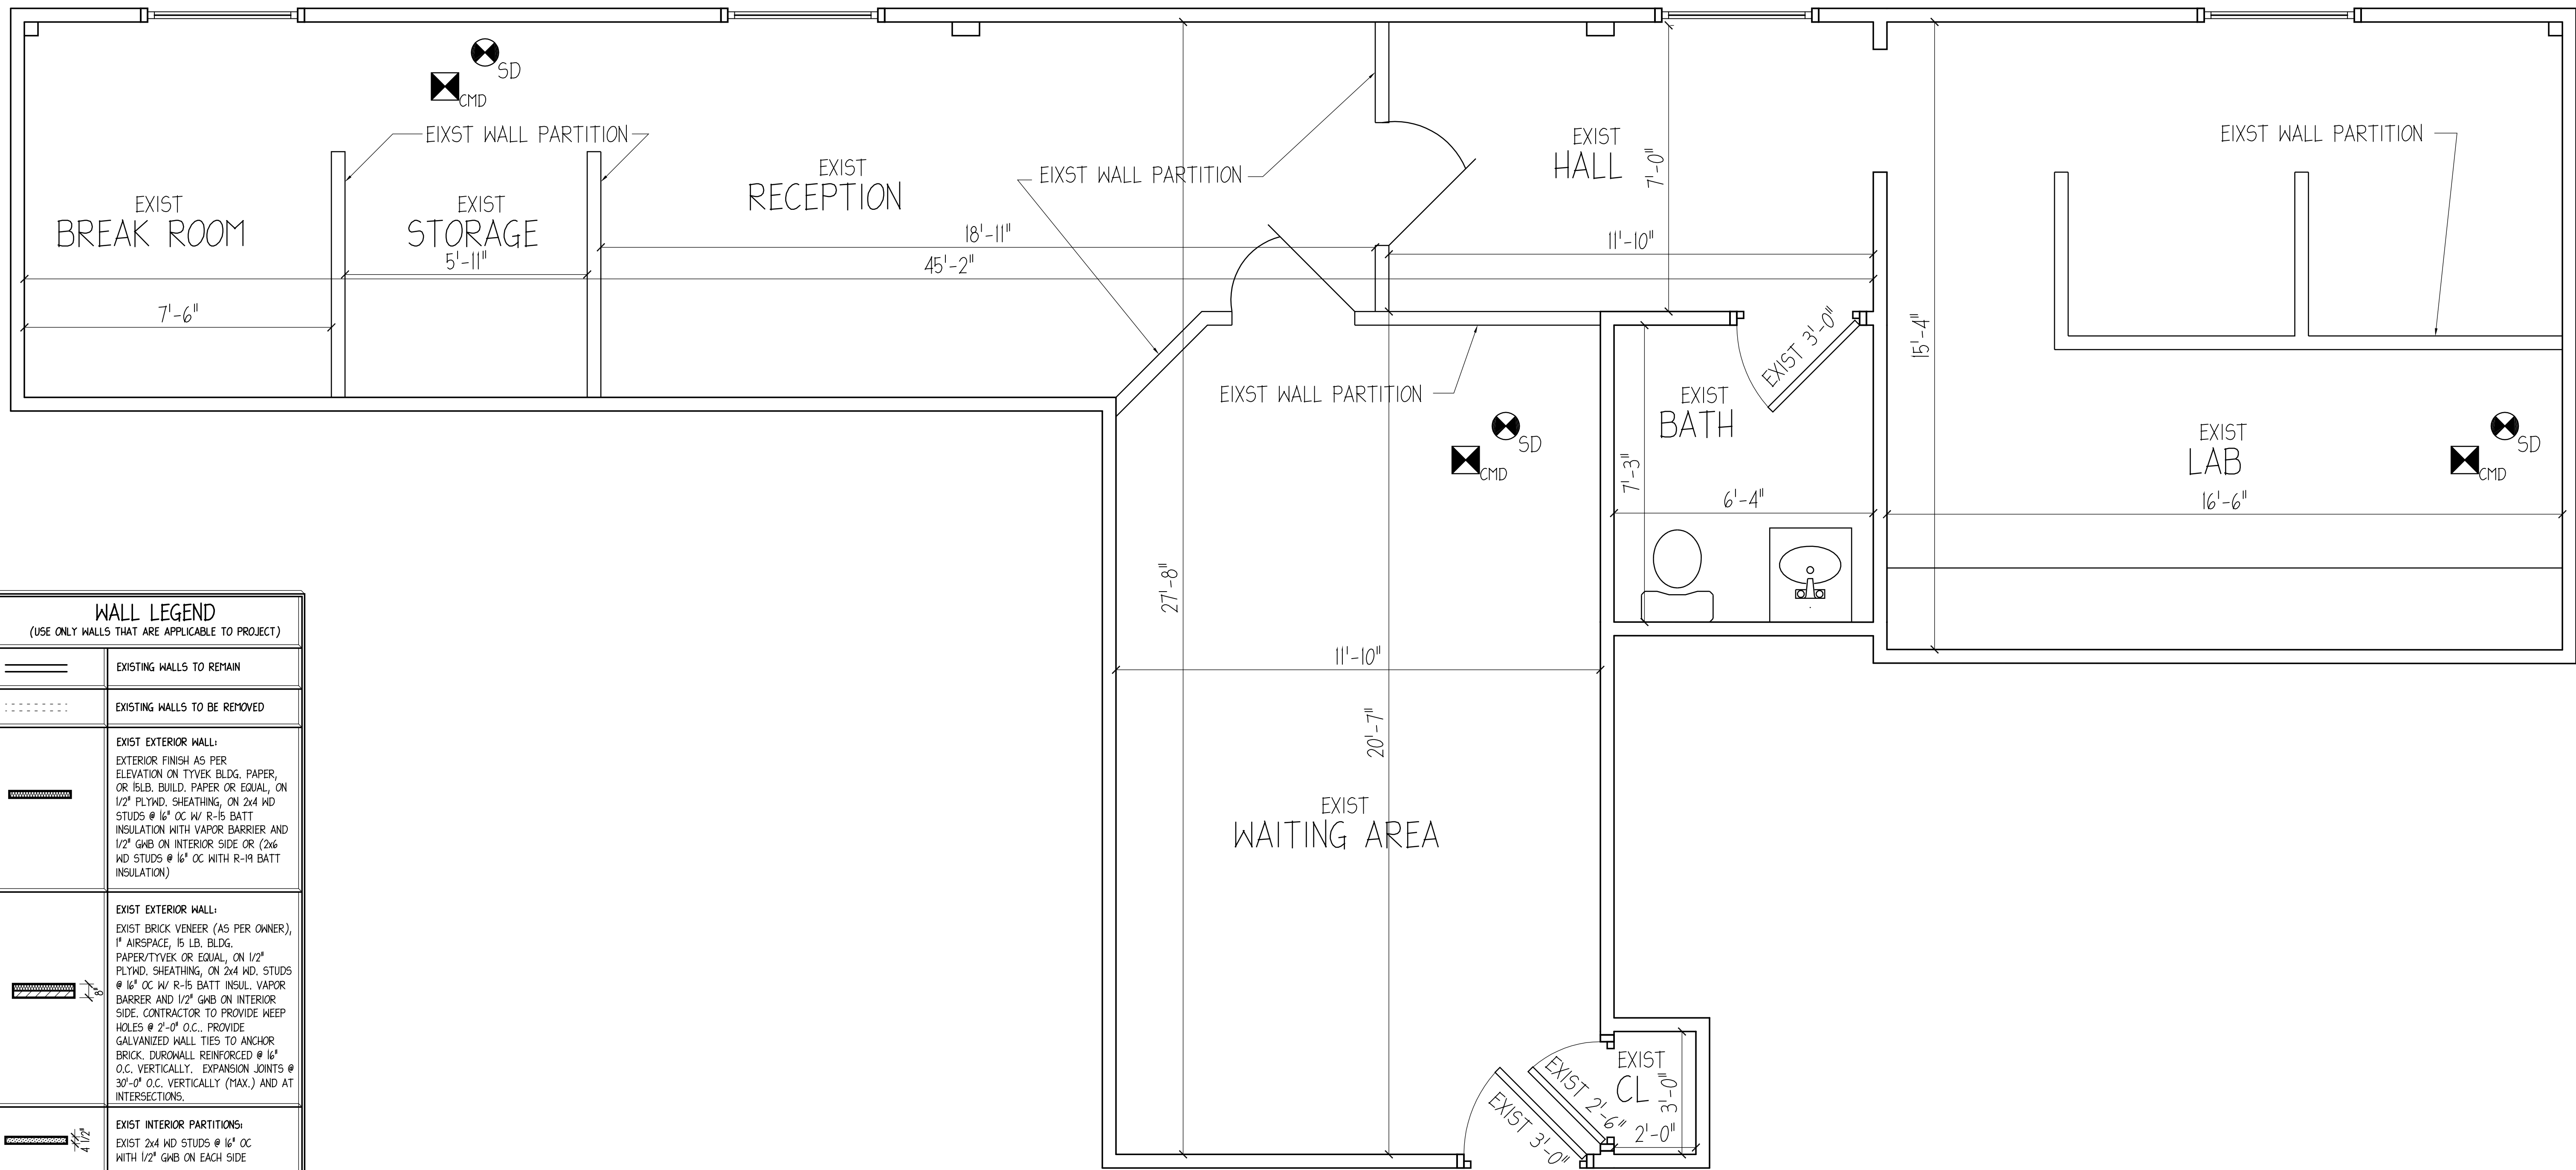 SD
CMD
EIXST WALL PARTITION
EXIST
BREAK ROOM
EXIST
STORAGE
5'-11"
7'-6"
EXIST
RECEPTION
18'-11"
45'-2"
EIXST WALL PARTITION
EXIST
HALL
7'-0"
11'-10"
EIXST WALL PARTITION
15'-4"
EIXST WALL PARTITION
EXIST 3'-0"
EXIST
BATH
7'-3"
6'-4"
SD
CMD
EXIST
LAB
16'-6"
SD
CMD
27'-8"
11'-10"
20'-7"
EXIST
WAITING AREA
EXIST
CL
3'-0"
2'-0"
EXIST 2'-6"
EXIST 3'-0"
WALL LEGEND
(USE ONLY WALLS THAT ARE APPLICABLE TO PROJECT)
EXISTING WALLS TO REMAIN
EXISTING WALLS TO BE REMOVED
EXIST EXTERIOR WALL:
EXTERIOR FINISH AS PER
ELEVATION ON TYVEK BLDG. PAPER,
OR 15LB. BUILD. PAPER OR EQUAL, ON
1/2" PLYWD. SHEATHING, ON 2x4 WD
STUDS @ 16" OC W/ R-15 BATT
INSULATION WITH VAPOR BARRIER AND
1/2" GWB ON INTERIOR SIDE OR (2x6
WD STUDS @ 16" OC WITH R-19 BATT
INSULATION)
8"
EXIST EXTERIOR WALL:
EXIST BRICK VENEER (AS PER OWNER),
1" AIRSPACE, 15 LB. BLDG.
PAPER/TYVEK OR EQUAL, ON 1/2"
PLYWD. SHEATHING, ON 2x4 WD. STUDS
@ 16" OC W/ R-15 BATT INSUL. VAPOR
BARRER AND 1/2" GWB ON INTERIOR
SIDE. CONTRACTOR TO PROVIDE WEEP
HOLES @ 2'-0" O.C.. PROVIDE
GALVANIZED WALL TIES TO ANCHOR
BRICK. DUROWALL REINFORCED @ 16"
O.C. VERTICALLY. EXPANSION JOINTS @
30'-0" O.C. VERTICALLY (MAX.) AND AT
INTERSECTIONS.
4 1/2"
EXIST INTERIOR PARTITIONS:
EXIST 2x4 WD STUDS @ 16" OC
WITH 1/2" GWB ON EACH SIDE